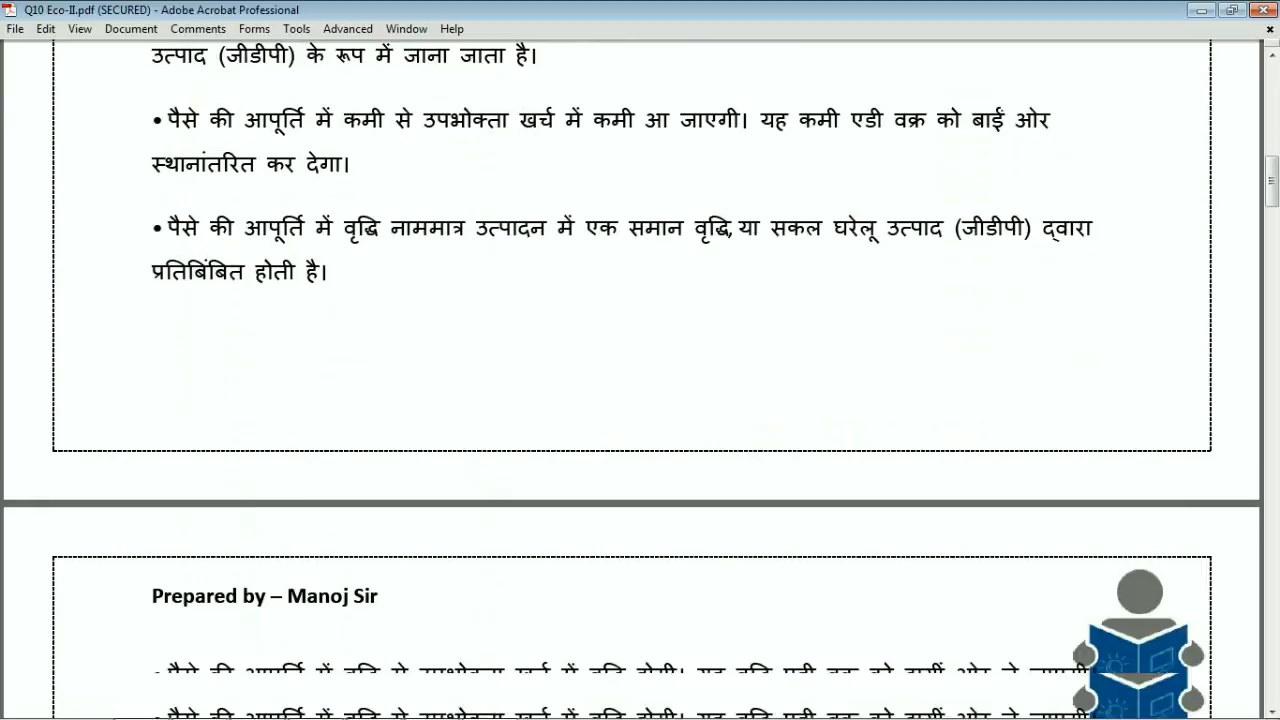 Q10 Eco-II.pdf (SECURED) - Adobe Acrobat Professional
File Edit View Document Comments Forms Tools Advanced Window Help
उत्पाद (जीडीपी) के रूप में जाना जाता है।
• पैसे की आपूर्ति में कमी से उपभोक्ता खर्च में कमी आ जाएगी। यह कमी एडी वक्र को बाईं ओर
स्थानांतरित कर देगा।
• पैसे की आपूर्ति में वृद्धि नाममात्र उत्पादन में एक समान वृद्धि, या सकल घरेलू उत्पाद (जीडीपी) द्वारा
प्रतिबिंबित होती है।
Prepared by – Manoj Sir